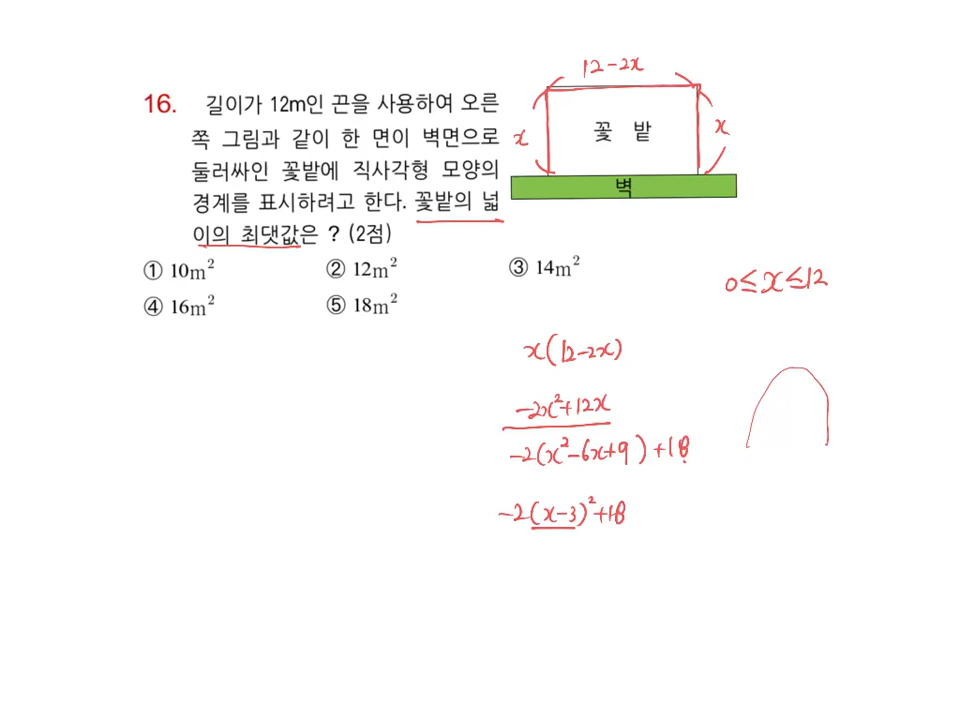 12-2x
16. 길이가 12m인 끈을 사용하여 오른
쪽 그림과 같이 한 면이 벽면으로
둘러싸인 꽃밭에 직사각형 모양의
경계를 표시하려고 한다. 꽃밭의 넓
이의 최댓값은 ? (2점)
x
꽃 밭
x
벽
① 10m²
② 12m²
③ 14m²
④ 16m²
⑤ 18m²
0≤x≤12
x(12-2x)
-2x²+12x
-2(x²-6x+9)+18
-2(x-3)²+18